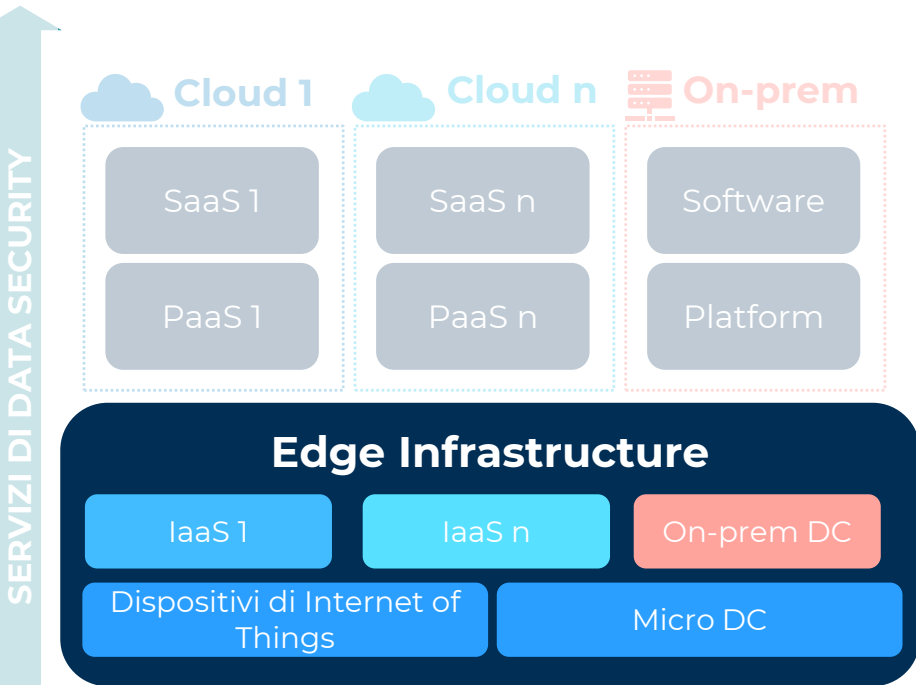 SERVIZI DI DATA SECURITY
Cloud 1
Cloud n
On-prem
SaaS 1
SaaS n
Software
PaaS 1
PaaS n
Platform
Edge Infrastructure
IaaS 1
IaaS n
On-prem DC
Dispositivi di Internet of
Things
Micro DC